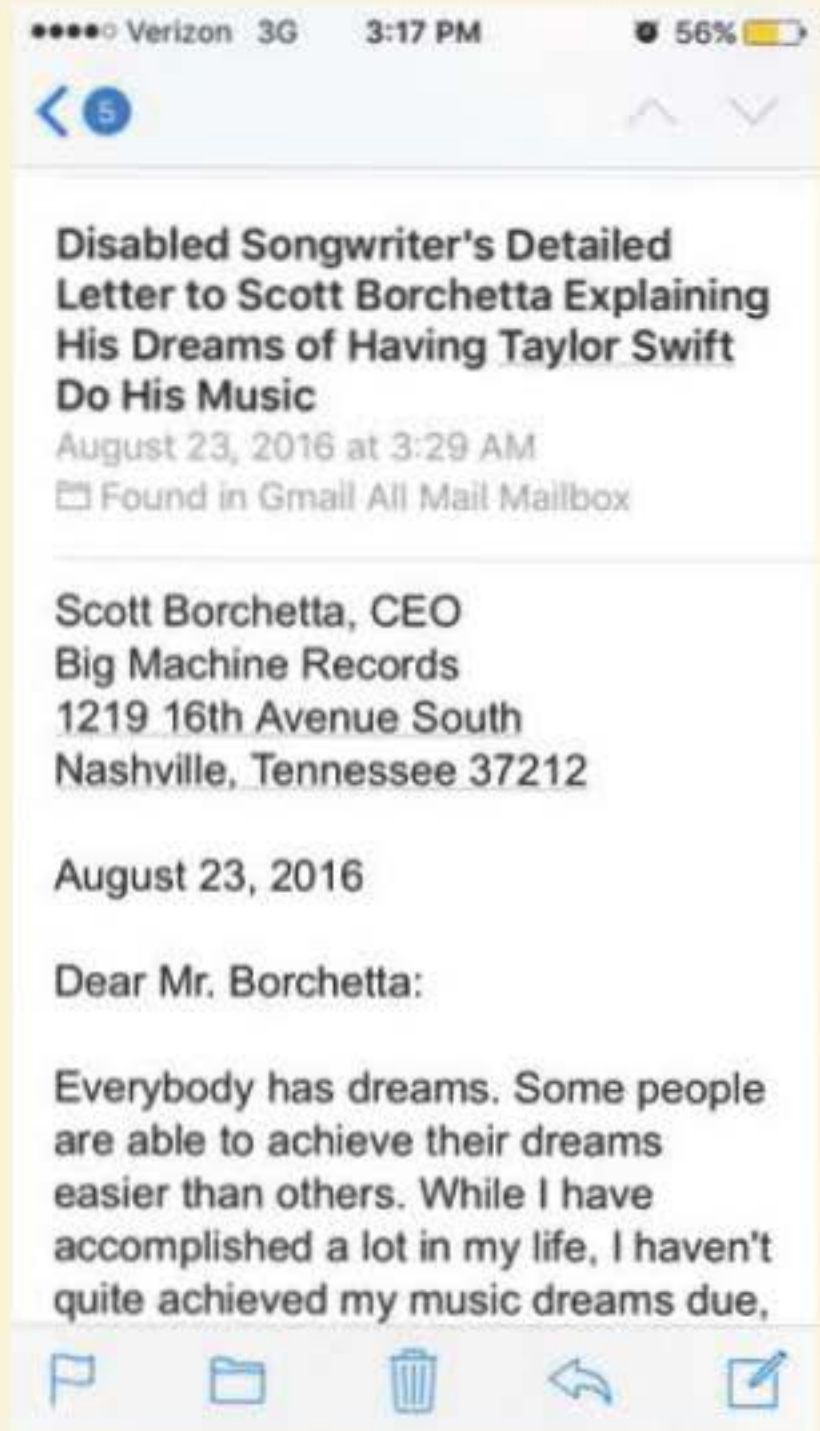 Verizon 3G 3:17 PM 56%
5
Disabled Songwriter's Detailed
Letter to Scott Borchetta Explaining
His Dreams of Having Taylor Swift
Do His Music
August 23, 2016 at 3:29 AM
Found in Gmail All Mail Mailbox
Scott Borchetta, CEO
Big Machine Records
1219 16th Avenue South
Nashville, Tennessee 37212
August 23, 2016
Dear Mr. Borchetta:
Everybody has dreams. Some people
are able to achieve their dreams
easier than others. While I have
accomplished a lot in my life, I haven't
quite achieved my music dreams due,